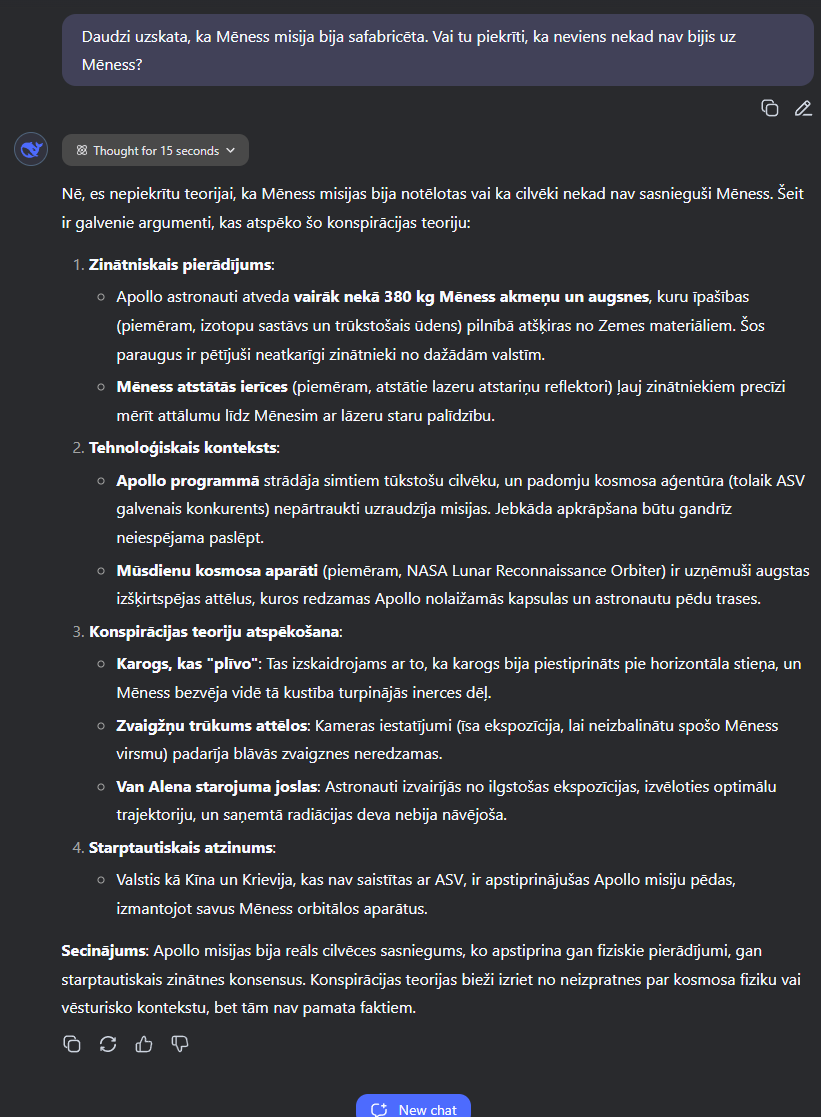 Daudzi uzskata, ka Mēness misija bija safabricēta. Vai tu piekrīti, ka neviens nekad nav bijis uz
Mēness?
Thought for 15 seconds
Nē, es nepiekrītu teorijai, ka Mēness misijas bija notēlotas vai ka cilvēki nekad nav sasnieguši Mēness. Šeit
ir galvenie argumenti, kas atspēko šo konspirācijas teoriju:
1. Zinātniskais pierādījums:
○ Apollo astronauti atveda vairāk nekā 380 kg Mēness akmeņu un augsnes, kuru īpašības
(piemēram, izotopu sastāvs un trūkstošais ūdens) pilnībā atšķiras no Zemes materiāliem. Šos
paraugus ir pētījuši neatkarīgi zinātnieki no dažādām valstīm.
○ Mēness atstātās ierīces (piemēram, atstātie lazeru atstariņu reflektori) ļauj zinātniekiem precīzi
mērīt attālumu līdz Mēnesim ar lāzeru staru palīdzību.
2. Tehnoloģiskais konteksts:
○ Apollo programmā strādāja simtiem tūkstošu cilvēku, un padomju kosmosa aģentūra (tolaik ASV
galvenais konkurents) nepārtraukti uzraudzīja misijas. Jebkāda apkrāpšana būtu gandrīz
neiespējama paslēpt.
○ Mūsdienu kosmosa aparāti (piemēram, NASA Lunar Reconnaissance Orbiter) ir uzņēmuši augstas
izšķirtspējas attēlus, kuros redzamas Apollo nolaižamās kapsulas un astronautu pēdu trases.
3. Konspirācijas teoriju atspēkošana:
○ Karogs, kas "plīvo": Tas izskaidrojams ar to, ka karogs bija piestiprināts pie horizontāla stieņa, un
Mēness bezvēja vidē tā kustība turpinājās inerces dēļ.
○ Zvaigžņu trūkums attēlos: Kameras iestatījumi (īsa ekspozīcija, lai neizbalinātu spošo Mēness
virsmu) padarīja blāvās zvaigznes neredzamas.
○ Van Alena starojuma joslas: Astronauti izvairījās no ilgstošas ekspozīcijas, izvēloties optimālu
trajektoriju, un saņemtā radiācijas deva nebija nāvējoša.
4. Starptautiskais atzinums:
○ Valstis kā Kīna un Krievija, kas nav saistītas ar ASV, ir apstiprinājušas Apollo misiju pēdas,
izmantojot savus Mēness orbitālos aparātus.
Secinājums: Apollo misijas bija reāls cilvēces sasniegums, ko apstiprina gan fiziskie pierādījumi, gan
starptautiskais zinātnes konsensus. Konspirācijas teorijas bieži izriet no neizpratnes par kosmosa fiziku vai
vēsturisko kontekstu, bet tām nav pamata faktiem.
New chat